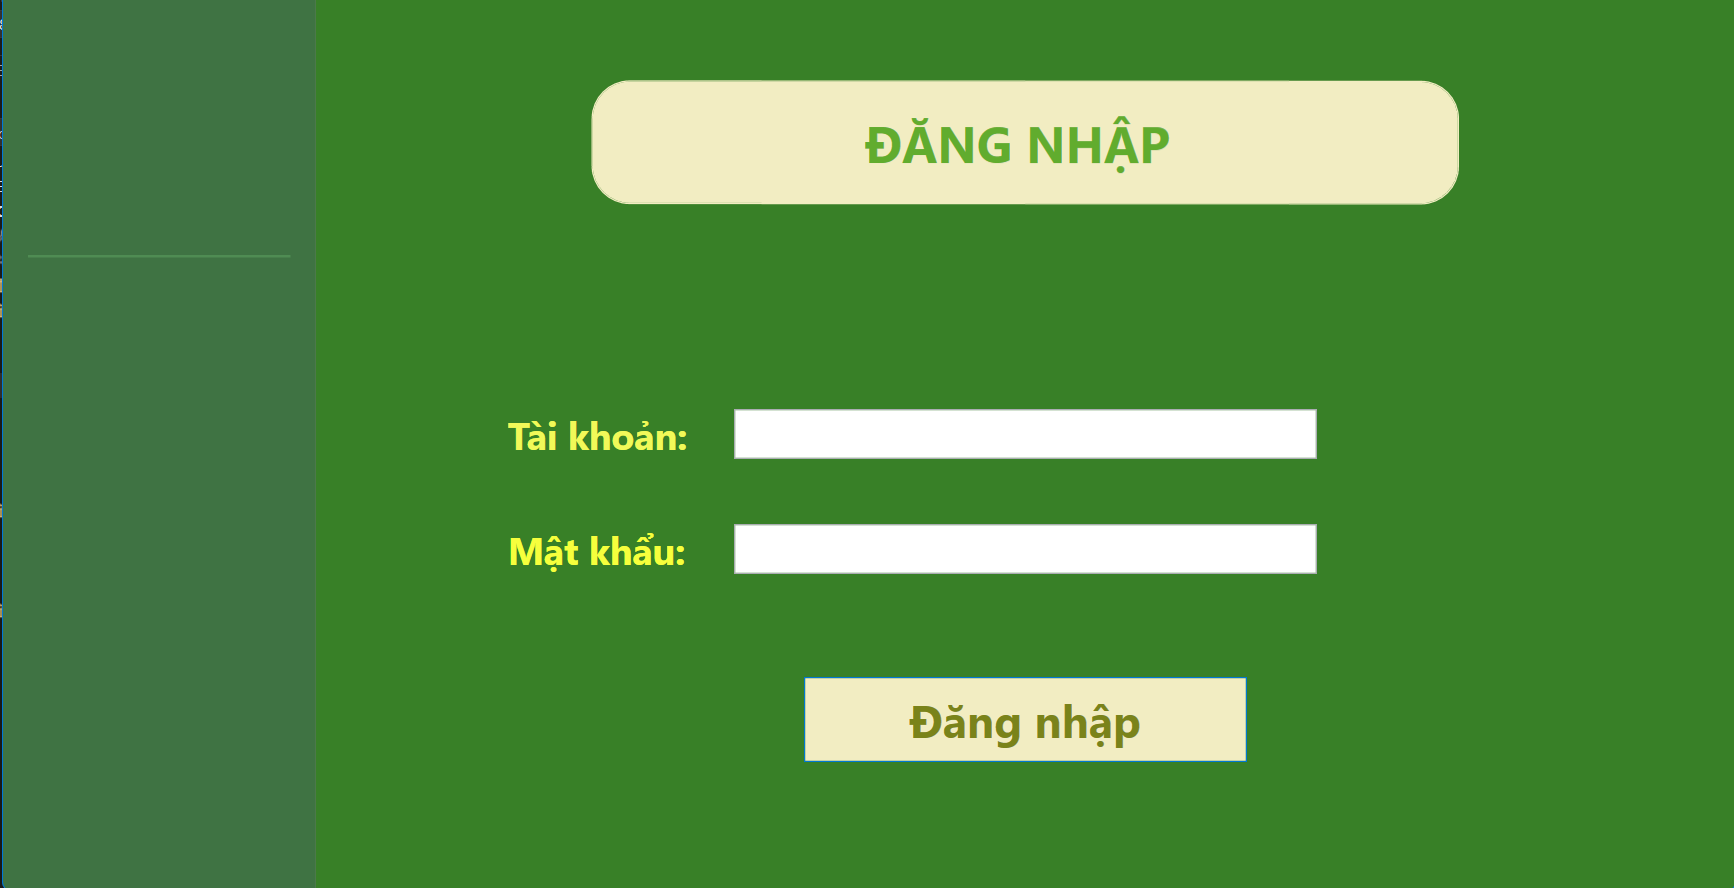 ĐĂNG NHẬP
Tài khoản:
Mật khẩu:
Đăng nhập